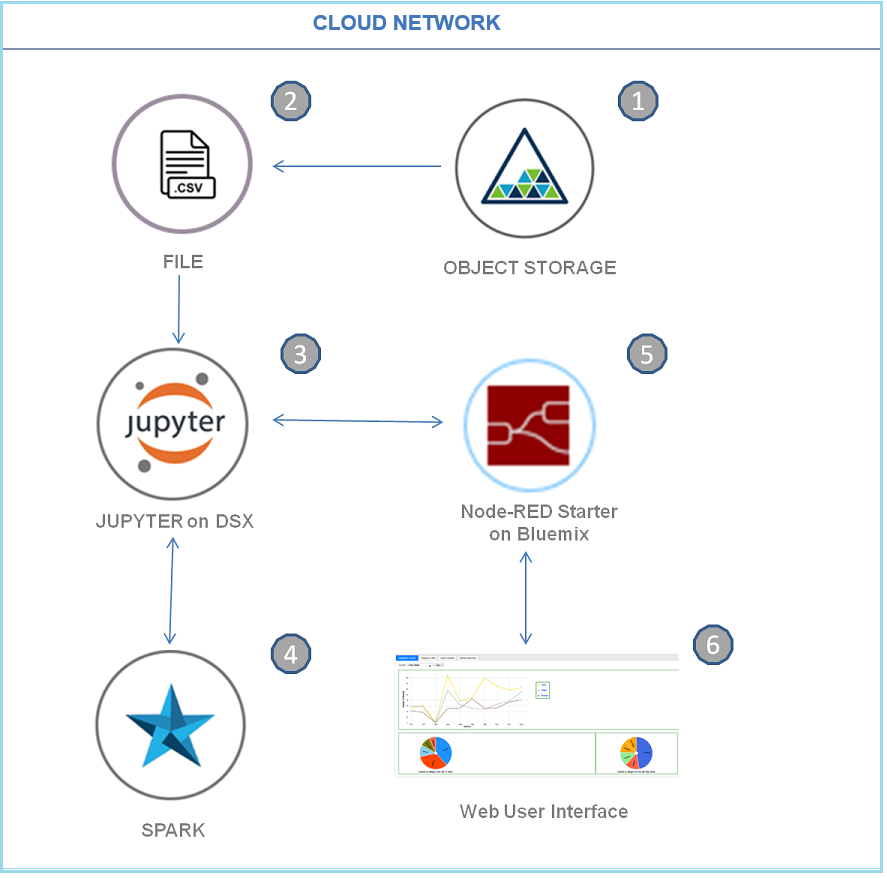 CLOUD NETWORK
2
1
.CSV
FILE
OBJECT STORAGE
3
5
jupyter
JUPYTER on DSX
Node-RED Starter
on Bluemix
4
6
SPARK
Web User Interface